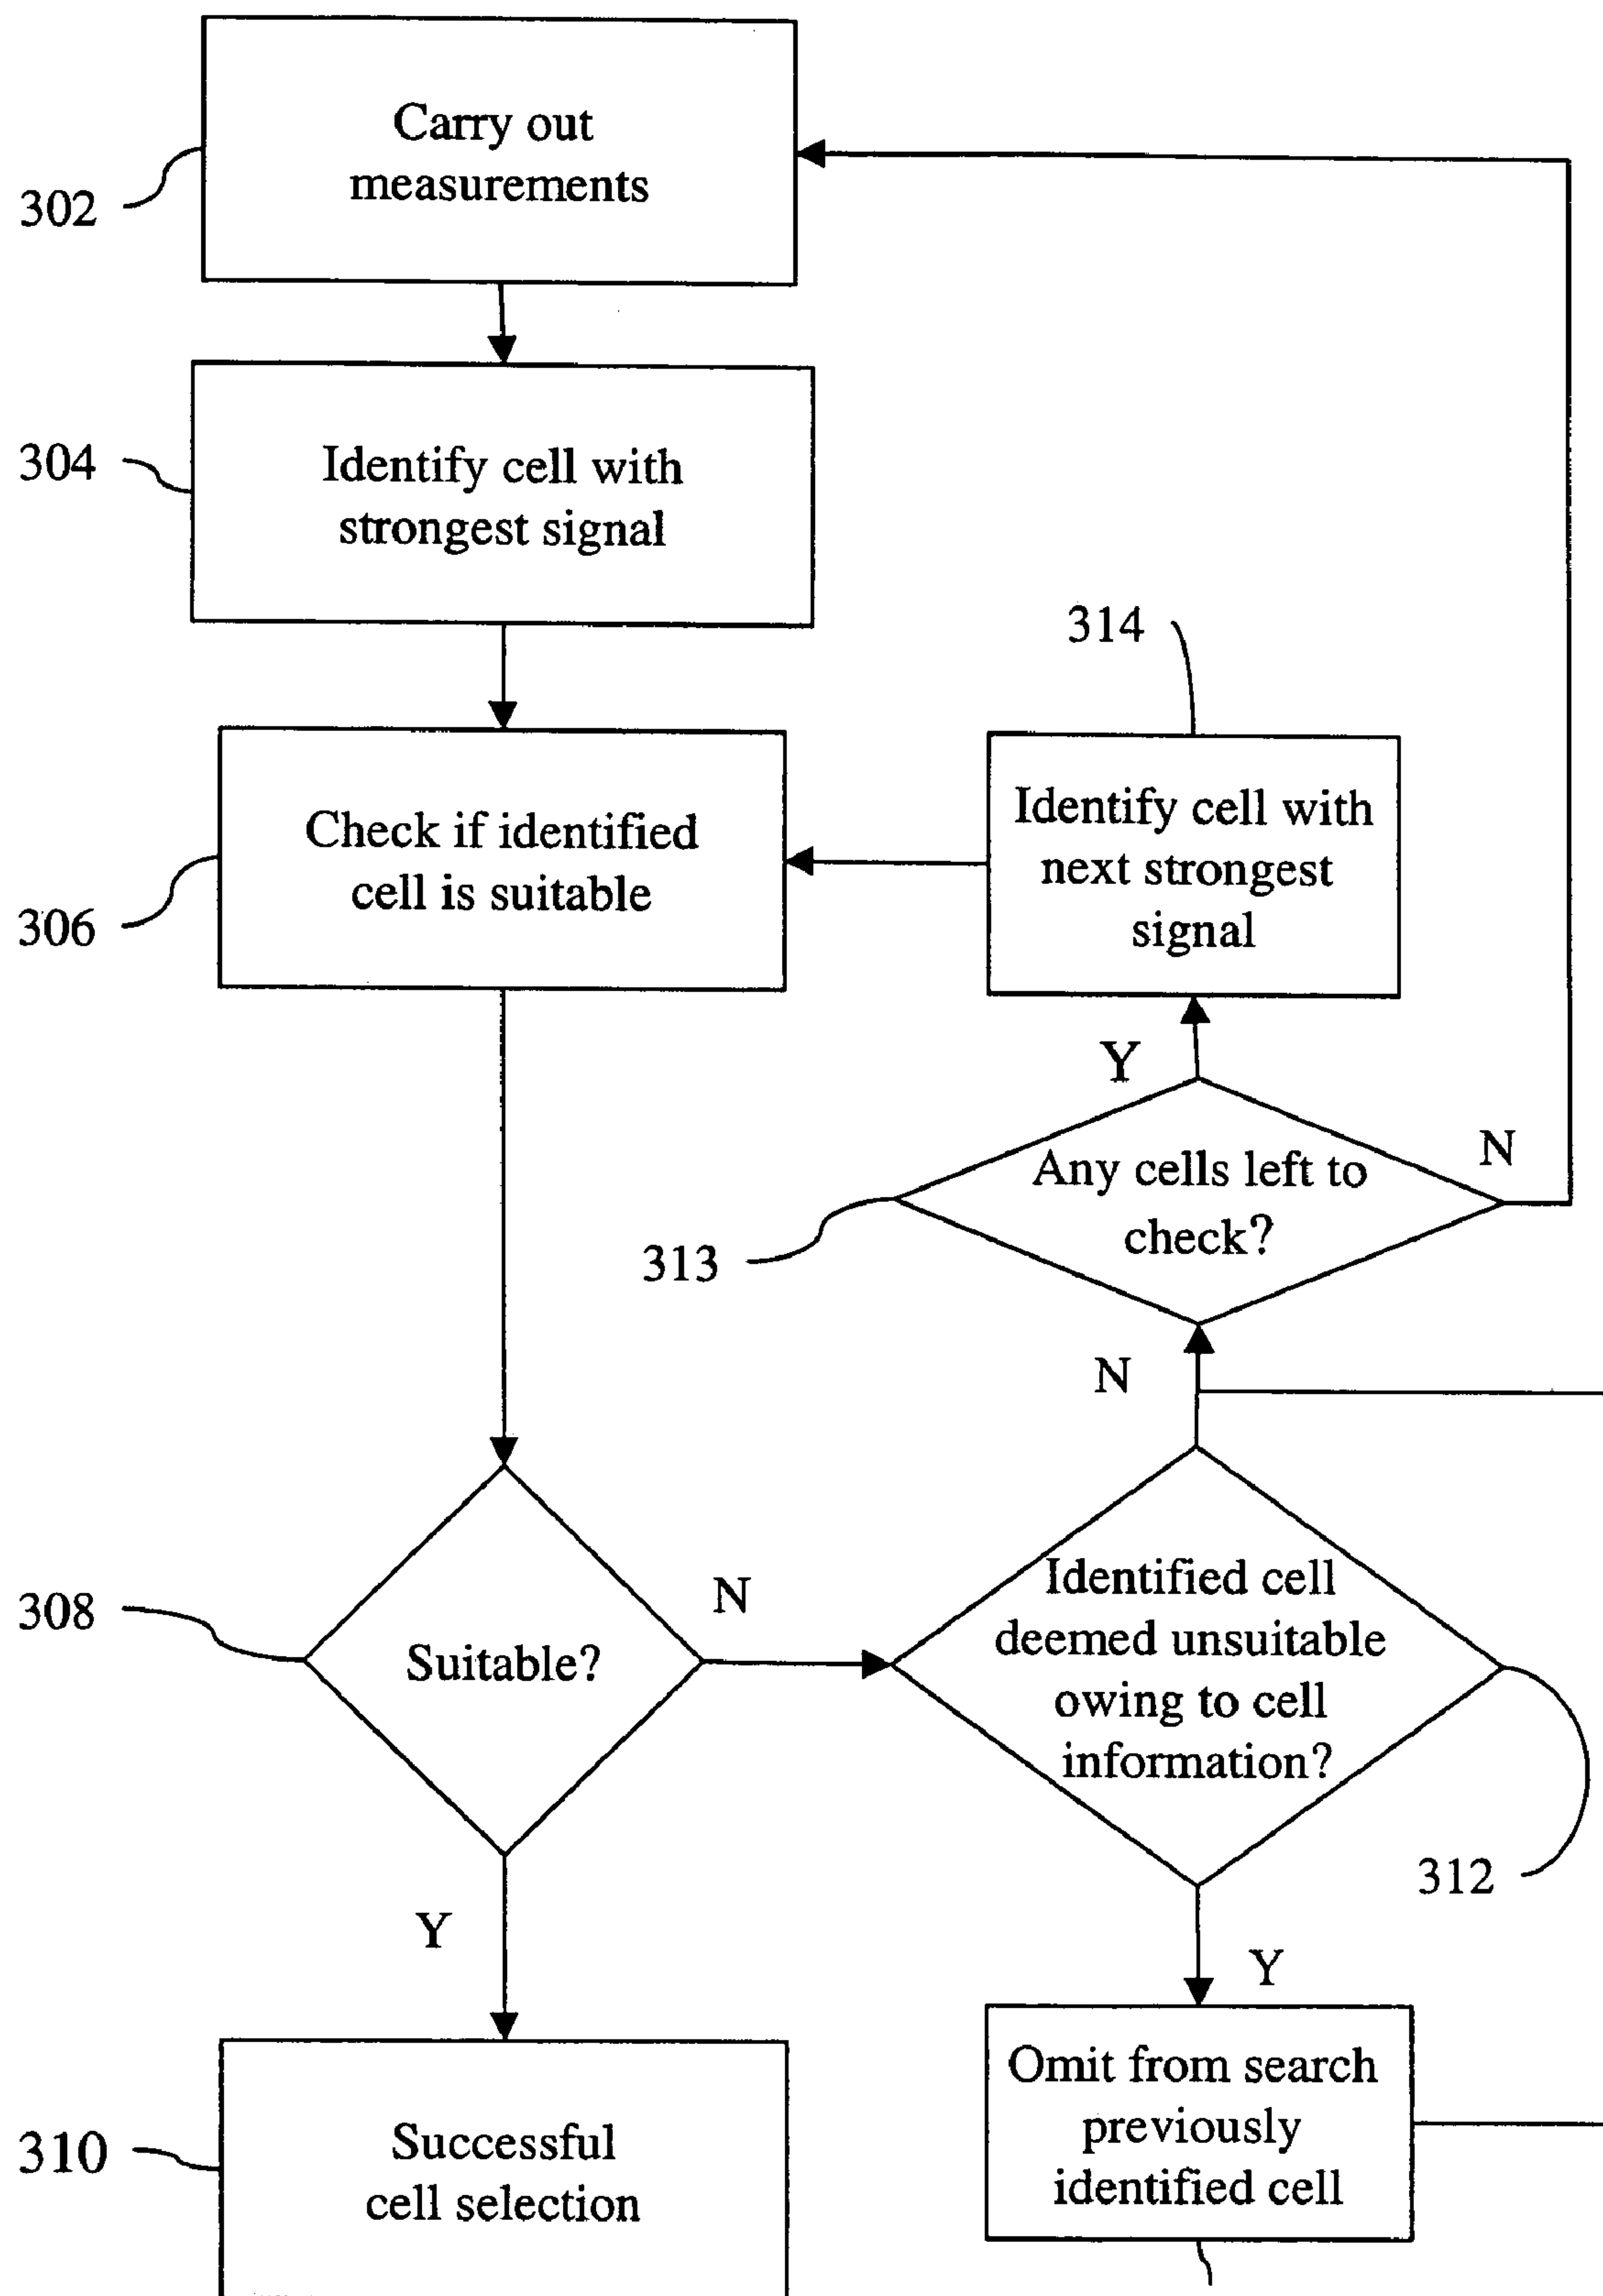 Carry out
measurements
302
304
Identify cell with
strongest signal
314
Check if identified
cell is suitable
306
Identify cell with
next strongest
signal
Y
N
Any cells left to
check?
313
N
308
Suitable?
N
Identified cell
deemed unsuitable
owing to cell
information?
312
Y
Y
Omit from search
previously
identified cell
310
Successful
cell selection